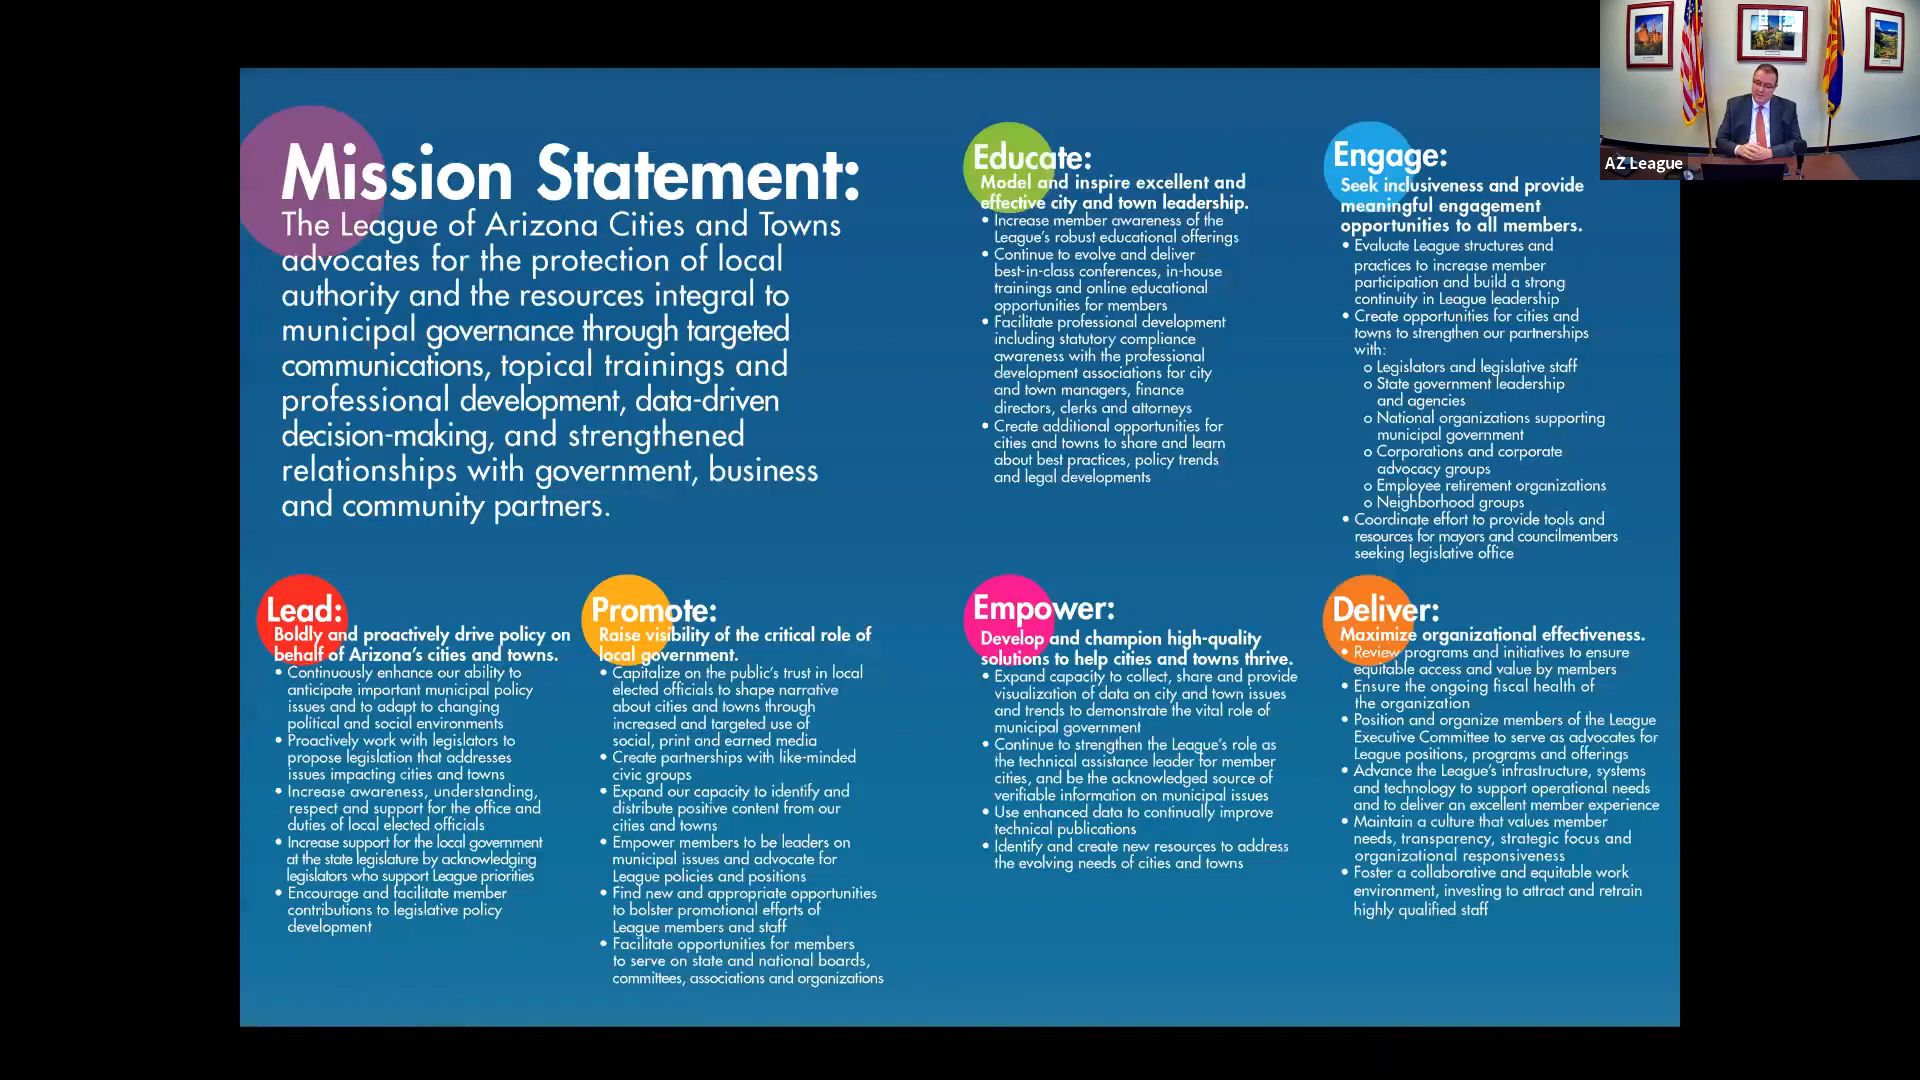 Mission Statement:
The League of Arizona Cities and Towns
advocates for the protection of local
authority and the resources integral to
municipal governance through targeted
communications, topical trainings and
professional development, data-driven
decision-making, and strengthened
relationships with government, business
and community partners.
Educate:
Model and inspire excellent and
effective city and town leadership.
• Increase member awareness of the
League's robust educational offerings
• Continue to evolve and deliver
best-in-class conferences, in-house
trainings and online educational
opportunities for members
• Facilitate professional development
including statutory compliance
awareness with the professional
development associations for city
and town managers, finance
directors, clerks and attorneys
• Create additional opportunities for
cities and towns to share and learn
about best practices, policy trends
and legal developments
Engage:
Seek inclusiveness and provide
meaningful engagement
opportunities to all members.
• Evaluate League structures and
practices to increase member
participation and build a strong
continuity in League leadership
• Create opportunities for cities and
towns to strengthen our partnerships
with:
o Legislators and legislative staff
o State government leadership
and agencies
o National organizations supporting
municipal government
o Corporations and corporate
advocacy groups
o Employee retirement organizations
o Neighborhood groups
• Coordinate effort to provide tools and
resources for mayors and councilmembers
seeking legislative office
AZ League
Lead:
Boldly and proactively drive policy on
behalf of Arizona's cities and towns.
• Continuously enhance our ability to
anticipate important municipal policy
issues and to adapt to changing
political and social environments
• Proactively work with legislators to
propose legislation that addresses
issues impacting cities and towns
• Increase awareness, understanding,
respect and support for the office and
duties of local elected officials
• Increase support for the local government
at the state legislature by acknowledging
legislators who support League priorities
• Encourage and facilitate member
contributions to legislative policy
development
Promote:
Raise visibility of the critical role of
local government.
• Capitalize on the public's trust in local
elected officials to shape narrative
about cities and towns through
increased and targeted use of
social, print and earned media
• Create partnerships with like-minded
civic groups
• Expand our capacity to identify and
distribute positive content from our
cities and towns
• Empower members to be leaders on
municipal issues and advocate for
League policies and positions
• Find new and appropriate opportunities
to bolster promotional efforts of
League members and staff
• Facilitate opportunities for members
to serve on state and national boards,
committees, associations and organizations
Empower:
Develop and champion high-quality
solutions to help cities and towns thrive.
• Expand capacity to collect, share and provide
visualization of data on city and town issues
and trends to demonstrate the vital role of
municipal government
• Continue to strengthen the League's role as
the technical assistance leader for member
cities, and be the acknowledged source of
verifiable information on municipal issues
• Use enhanced data to continually improve
technical publications
• Identify and create new resources to address
the evolving needs of cities and towns
Deliver:
Maximize organizational effectiveness.
• Review programs and initiatives to ensure
equitable access and value by members
• Ensure the ongoing fiscal health of
the organization
• Position and organize members of the League
Executive Committee to serve as advocates for
League positions, programs and offerings
• Advance the League's infrastructure, systems
and technology to support operational needs
and to deliver an excellent member experience
• Maintain a culture that values member
needs, transparency, strategic focus and
organizational responsiveness
• Foster a collaborative and equitable work
environment, investing to attract and retrain
highly qualified staff